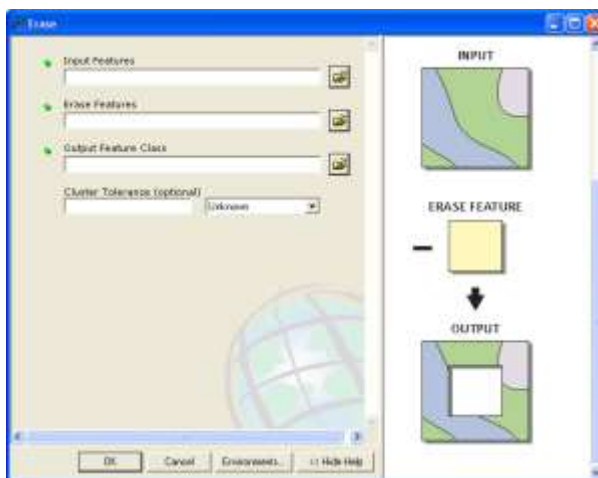 Erase
Input Features
Erase Features
Output Feature Class
Cluster Tolerance (optional)
Unknown
OK
Cancel
Environments...
<< Hide Help
INPUT
ERASE FEATURE
OUTPUT